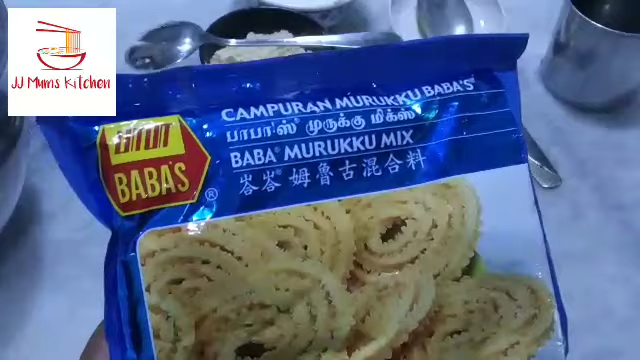 JJ Mums Kitchen
CAMPURAN MURUKKU BABA'S
பாபாஸ்® முறுக்கு மிக்ஸ்
BABA® MURUKKU MIX
峇峇® 姆魯古混合料
பாபா
BABA'S®